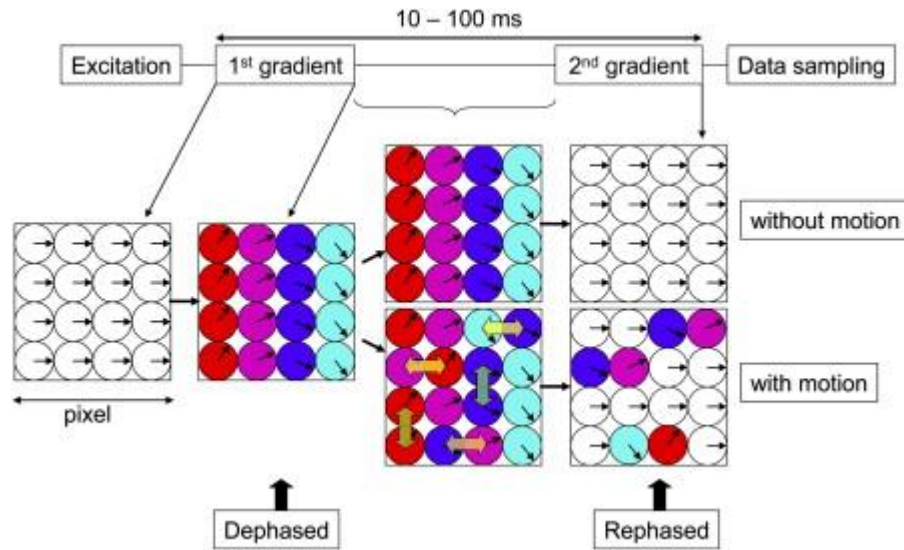 10 – 100 ms
Excitation
1st gradient
2nd gradient
Data sampling
without motion
with motion
pixel
Dephased
Rephased